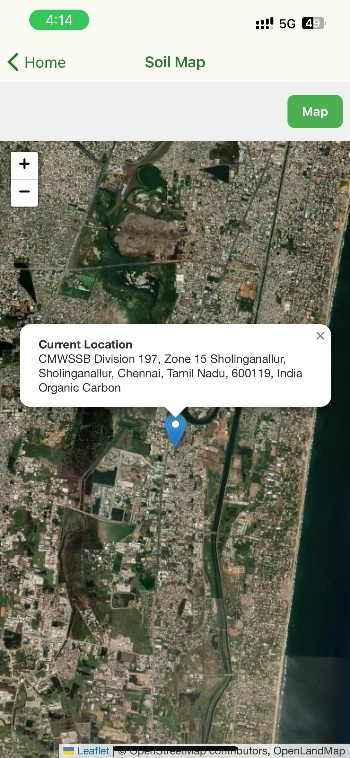 4:14
5G 49
Home
Soil Map
Map
+
−
×
Current Location
CMWSSB Division 197, Zone 15 Sholinganallur,
Sholinganallur, Chennai, Tamil Nadu, 600119, India
Organic Carbon
Leaflet | © OpenStreetMap contributors, OpenLandMap